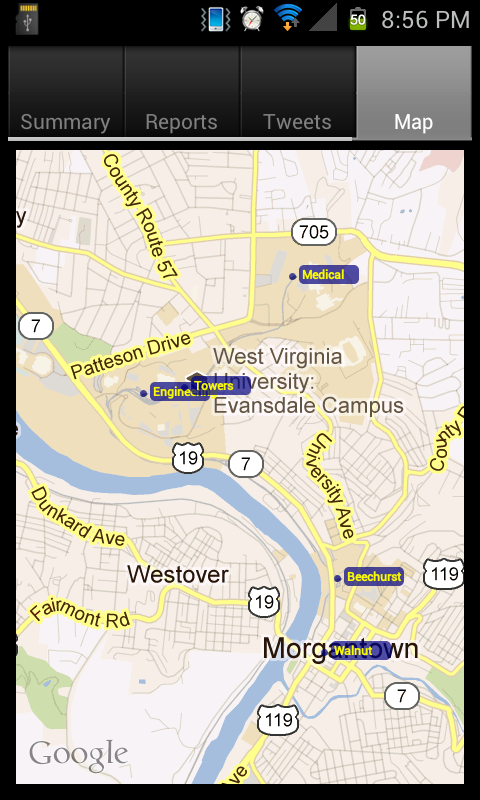 50 8:56 PM
Summary Reports Tweets Map
County Route 57
y
705
Medical
7
Patteson Drive
West Virginia
University:
Evansdale Campus
Towers
Engineerin
19
7
University Ave
County R
e
Dunkard Ave
Westover
Beechurst
119
19
Fairmont Rd
Morgantown
Walnut
7
119
Google
Ave